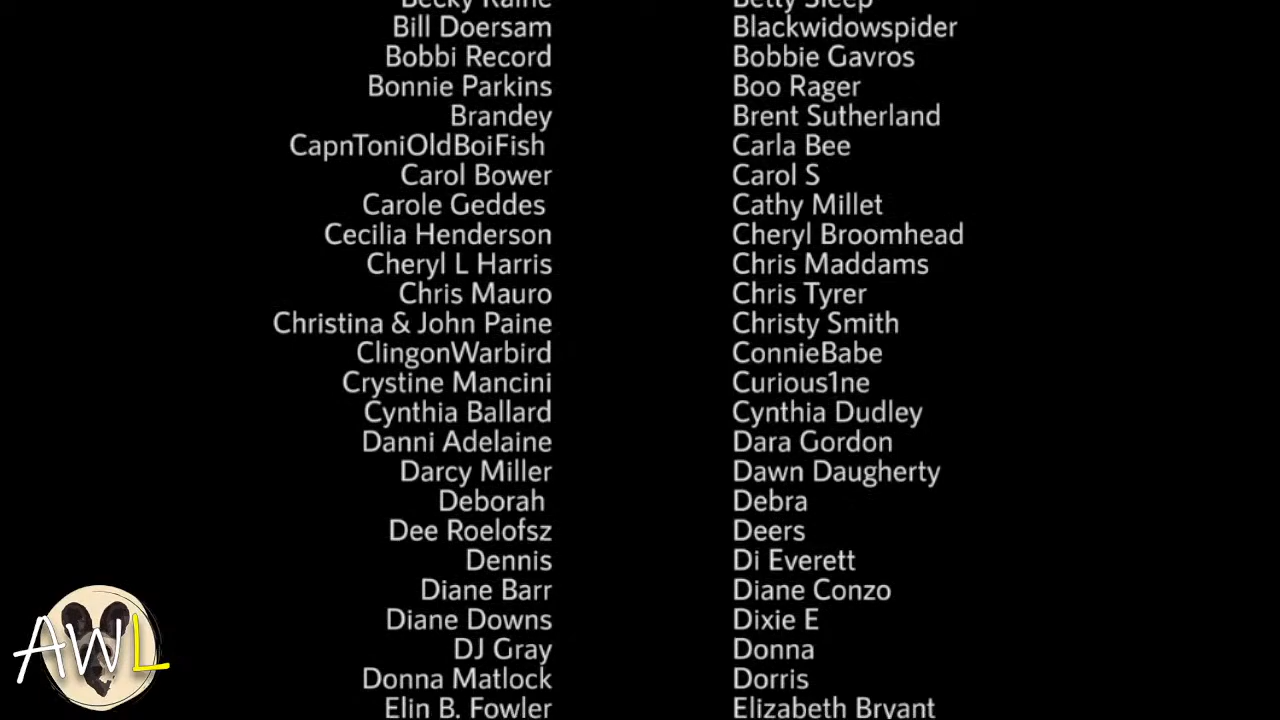 Becky Raine Betty Sleep
Bill Doersam Blackwidowspider
Bobbi Record Bobbie Gavros
Bonnie Parkins Boo Rager
Brandey Brent Sutherland
CapnToniOldBoiFish Carla Bee
Carol Bower Carol S
Carole Geddes Cathy Millet
Cecilia Henderson Cheryl Broomhead
Cheryl L Harris Chris Maddams
Chris Mauro Chris Tyrer
Christina & John Paine Christy Smith
ClingonWarbird ConnieBabe
Crystine Mancini Curious1ne
Cynthia Ballard Cynthia Dudley
Danni Adelaine Dara Gordon
Darcy Miller Dawn Daugherty
Deborah Debra
Dee Roelofsz Deers
Dennis Di Everett
Diane Barr Diane Conzo
Diane Downs Dixie E
DJ Gray Donna
Donna Matlock Dorris
Elin B. Fowler Elizabeth Bryant
AWL